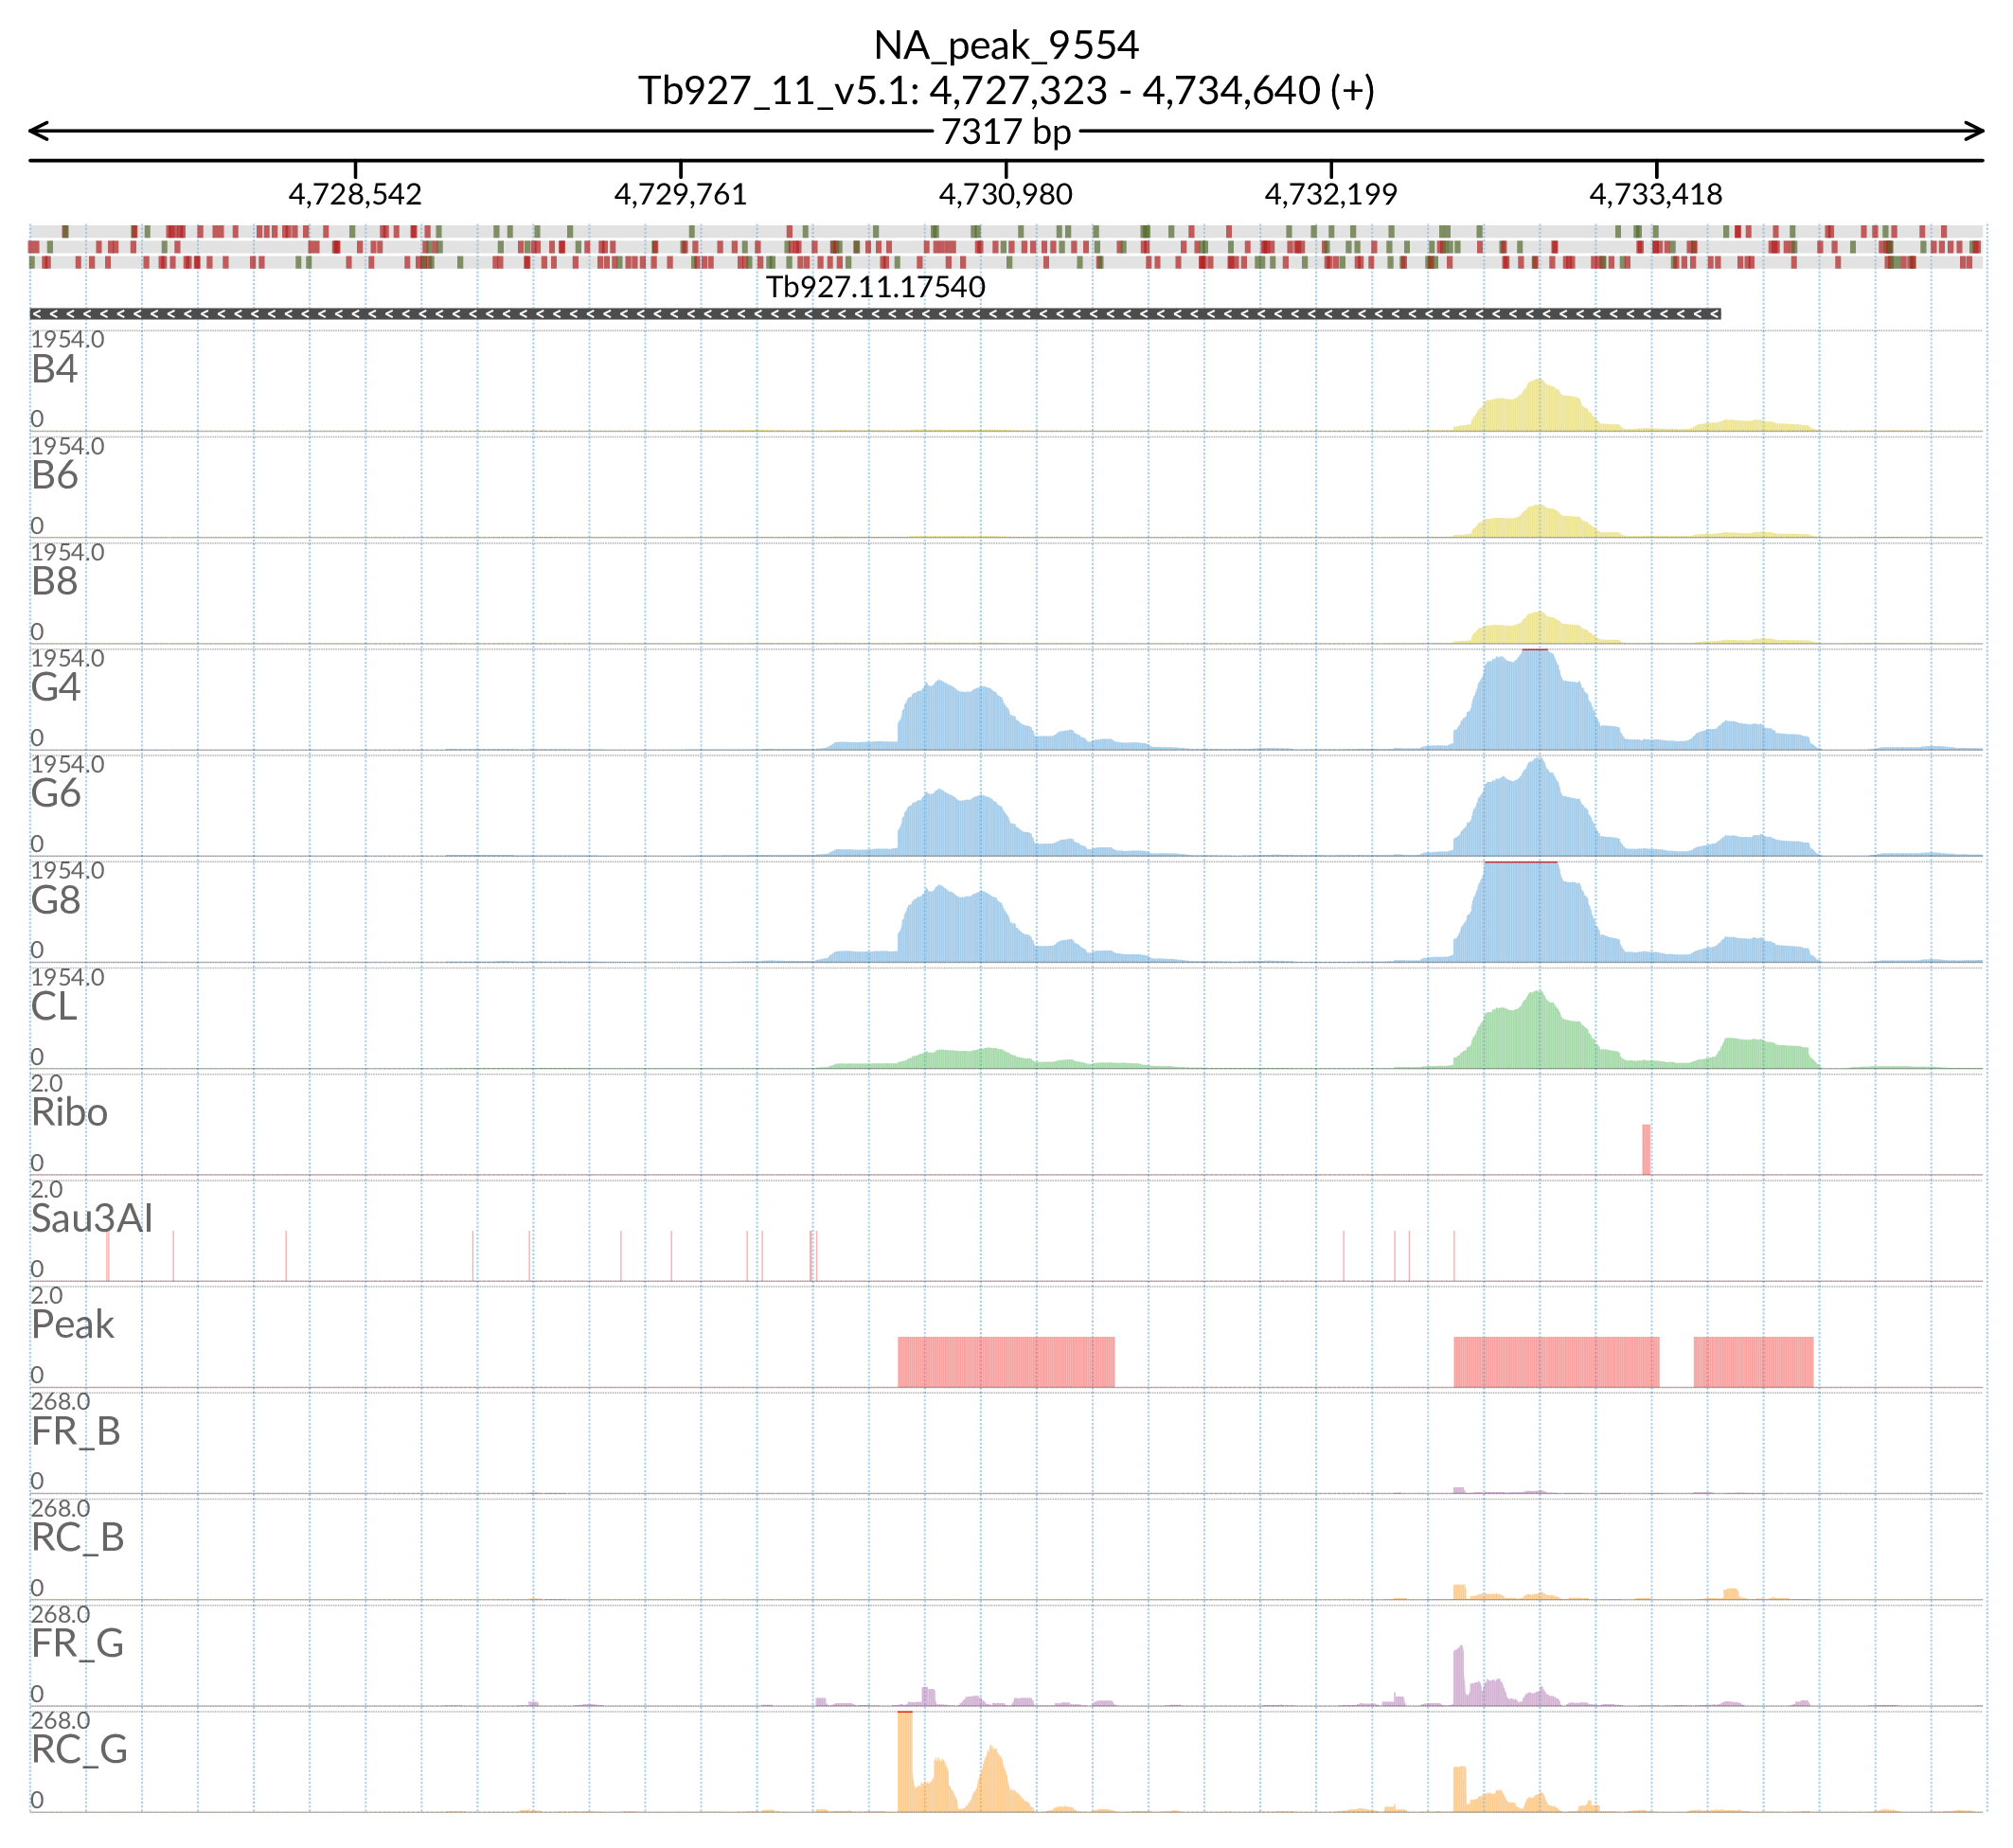 NA_peak_9554
Tb927_11_v5.1: 4,727,323 - 4,734,640 (+)
7317 bp
4,728,542 4,729,761 4,730,980 4,732,199 4,733,418
Tb927.11.17540
1954.0
B4
0
1954.0
B6
0
1954.0
B8
0
1954.0
G4
0
1954.0
G6
0
1954.0
G8
0
1954.0
CL
0
2.0
Ribo
0
2.0
Sau3AI
0
2.0
Peak
0
268.0
FR_B
0
268.0
RC_B
0
268.0
FR_G
0
268.0
RC_G
0